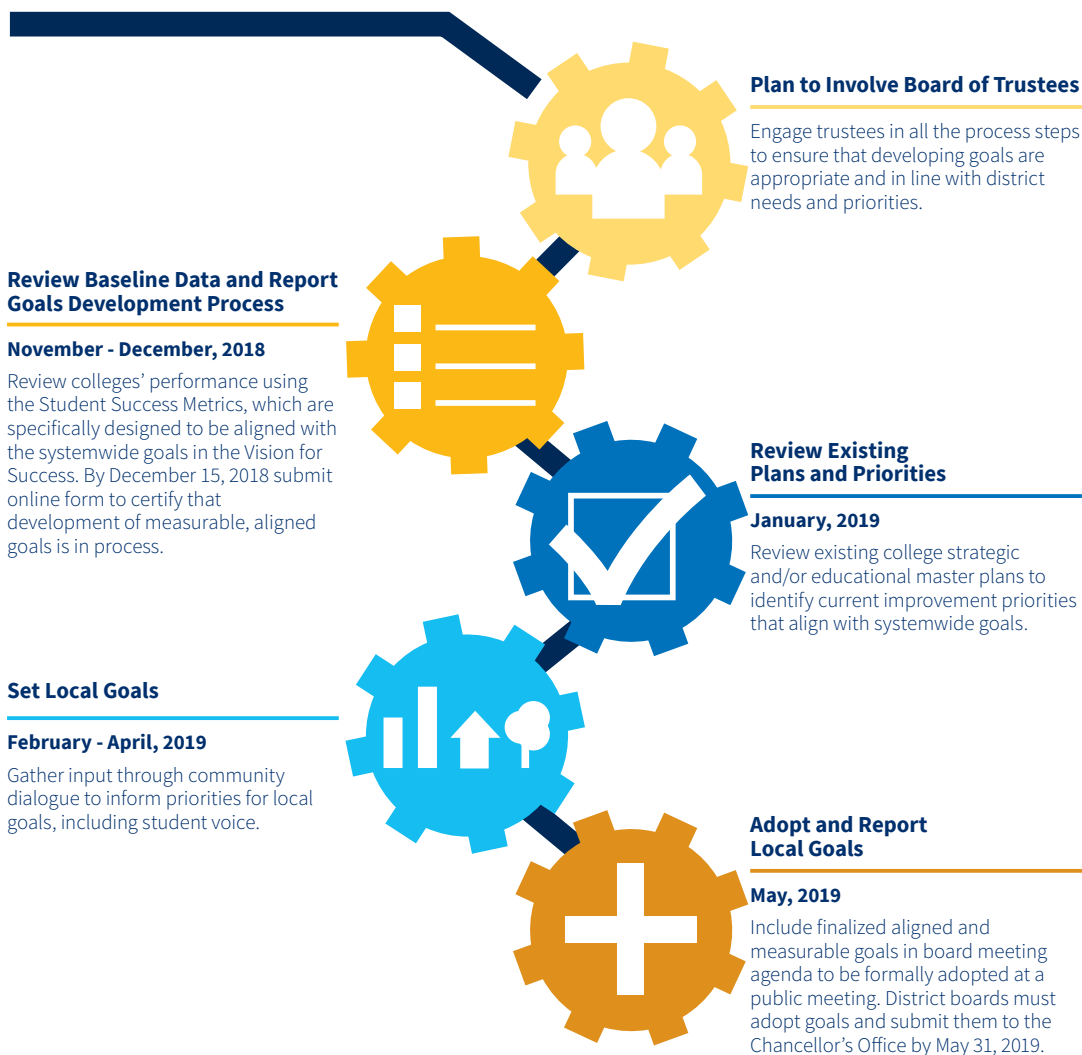 Plan to Involve Board of Trustees
Engage trustees in all the process steps
to ensure that developing goals are
appropriate and in line with district
needs and priorities.
Review Baseline Data and Report
Goals Development Process
November - December, 2018
Review colleges’ performance using
the Student Success Metrics, which are
specifically designed to be aligned with
the systemwide goals in the Vision for
Success. By December 15, 2018 submit
online form to certify that
development of measurable, aligned
goals is in process.
Review Existing
Plans and Priorities
January, 2019
Review existing college strategic
and/or educational master plans to
identify current improvement priorities
that align with systemwide goals.
Set Local Goals
February - April, 2019
Gather input through community
dialogue to inform priorities for local
goals, including student voice.
Adopt and Report
Local Goals
May, 2019
Include finalized aligned and
measurable goals in board meeting
agenda to be formally adopted at a
public meeting. District boards must
adopt goals and submit them to the
Chancellor’s Office by May 31, 2019.